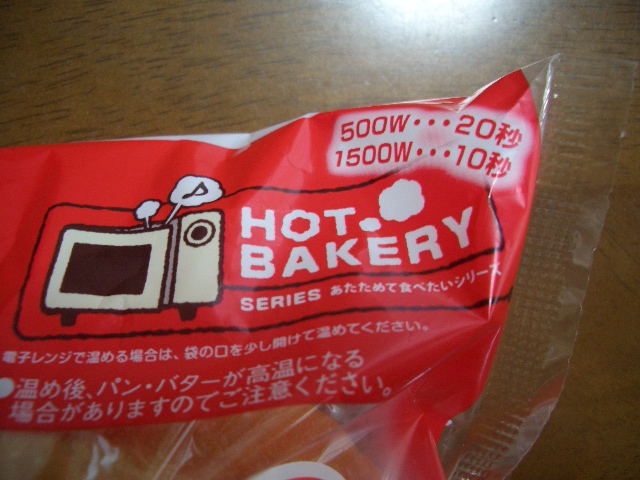 500W・・・20秒
1500W・・・10秒
HOT
BAKERY
SERIES あたためて食べたいシリーズ
電子レンジで温める場合は、袋の口を少し開けて温めてください。
●温め後、パン・バターが高温になる
場合がありますのでご注意ください。